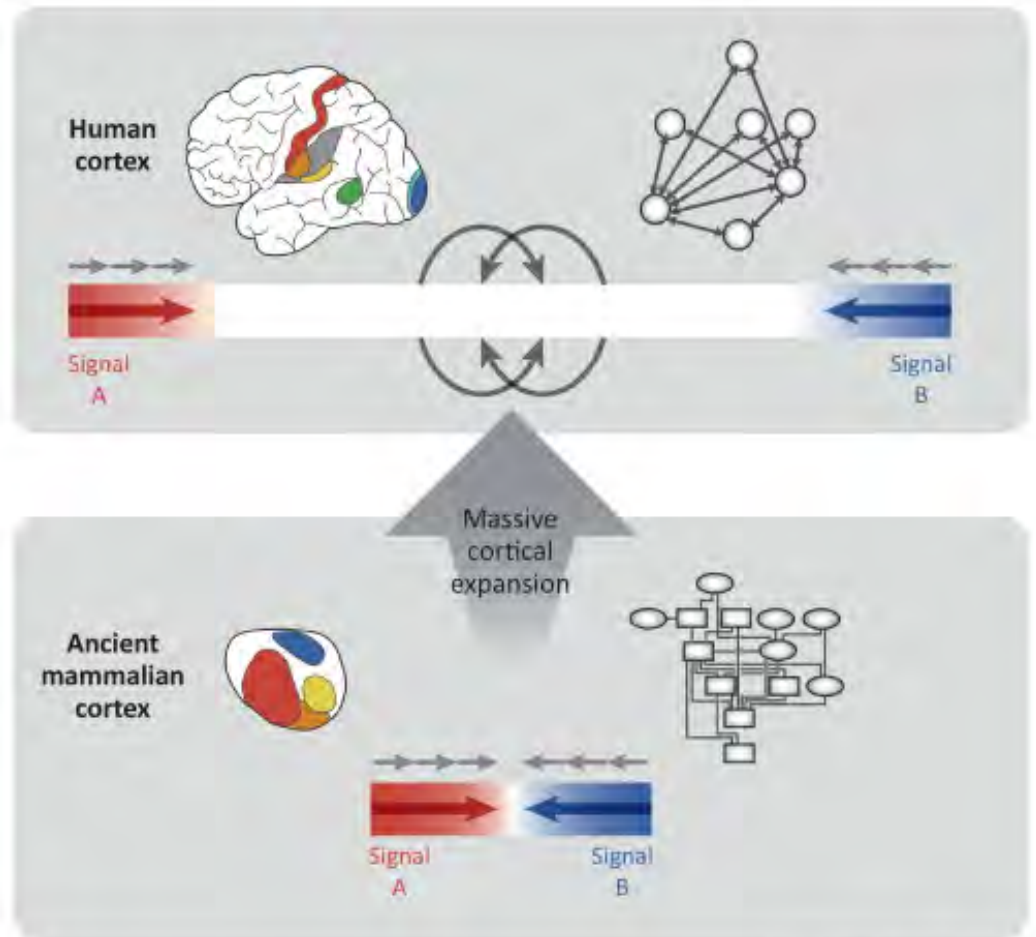 Human
cortex
Signal
A
Signal
B
Massive
cortical
expansion
Ancient
mammalian
cortex
Signal
A
Signal
B